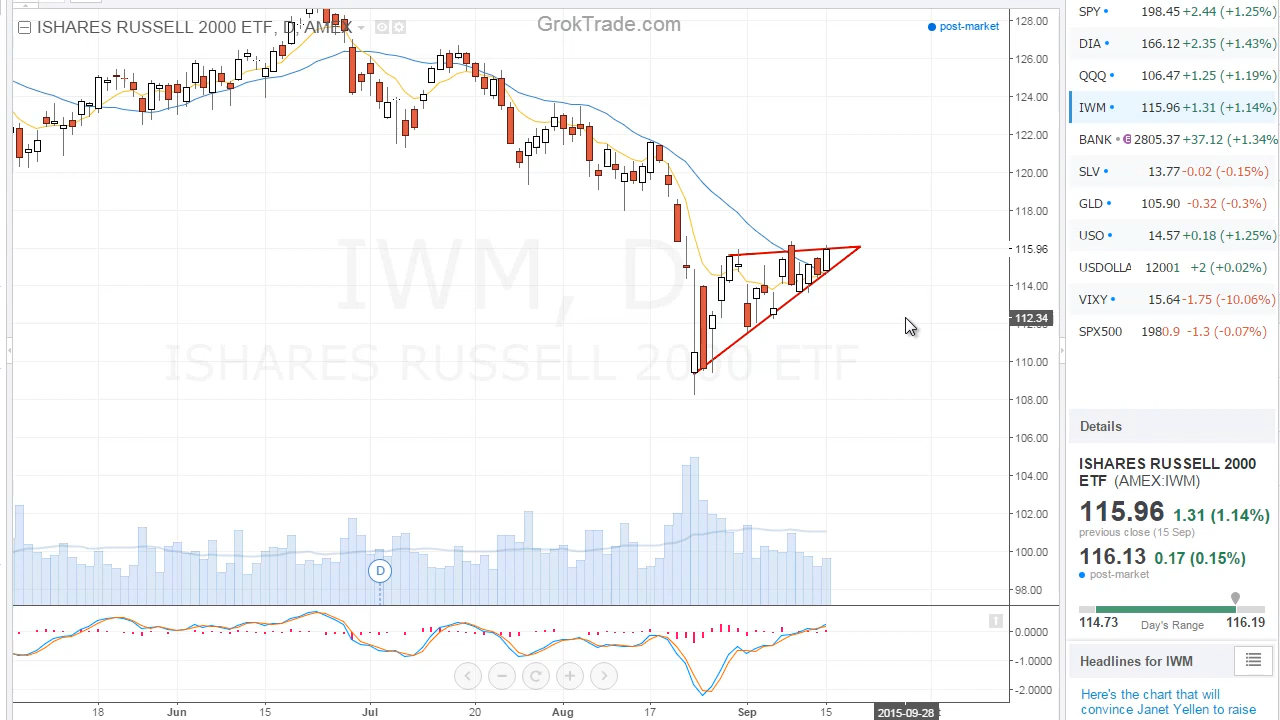 ISHARES RUSSELL 2000 ETF, D, AMEX
GrokTrade.com
post-market
IWM, D
ISHARES RUSSELL 2000 ETF
128.00
126.00
124.00
122.00
120.00
118.00
115.96
114.00
112.34
110.00
108.00
106.00
104.00
102.00
100.00
98.00
D
0.0000
-1.0000
-2.0000
18
Jun
15
Jul
20
Aug
17
Sep
15
2015-09-28
SPY 198.45 +2.44 (+1.25%)
DIA 166.12 +2.35 (+1.43%)
QQQ 106.47 +1.25 (+1.19%)
IWM 115.96 +1.31 (+1.14%)
BANK E 2805.37 +37.12 (+1.34%
SLV 13.77 -0.02 (-0.15%)
GLD 105.90 -0.32 (-0.3%)
USO 14.57 +0.18 (+1.25%)
USDOLLA 12001 +2 (+0.02%)
VIXY 15.64 -1.75 (-10.06%)
SPX500 1980.9 -1.3 (-0.07%)
Details
ISHARES RUSSELL 2000
ETF (AMEX:IWM)
115.96 1.31 (1.14%)
previous close (15 Sep)
116.13 0.17 (0.15%)
post-market
114.73 Day's Range 116.19
Headlines for IWM
Here's the chart that will
convince Janet Yellen to raise